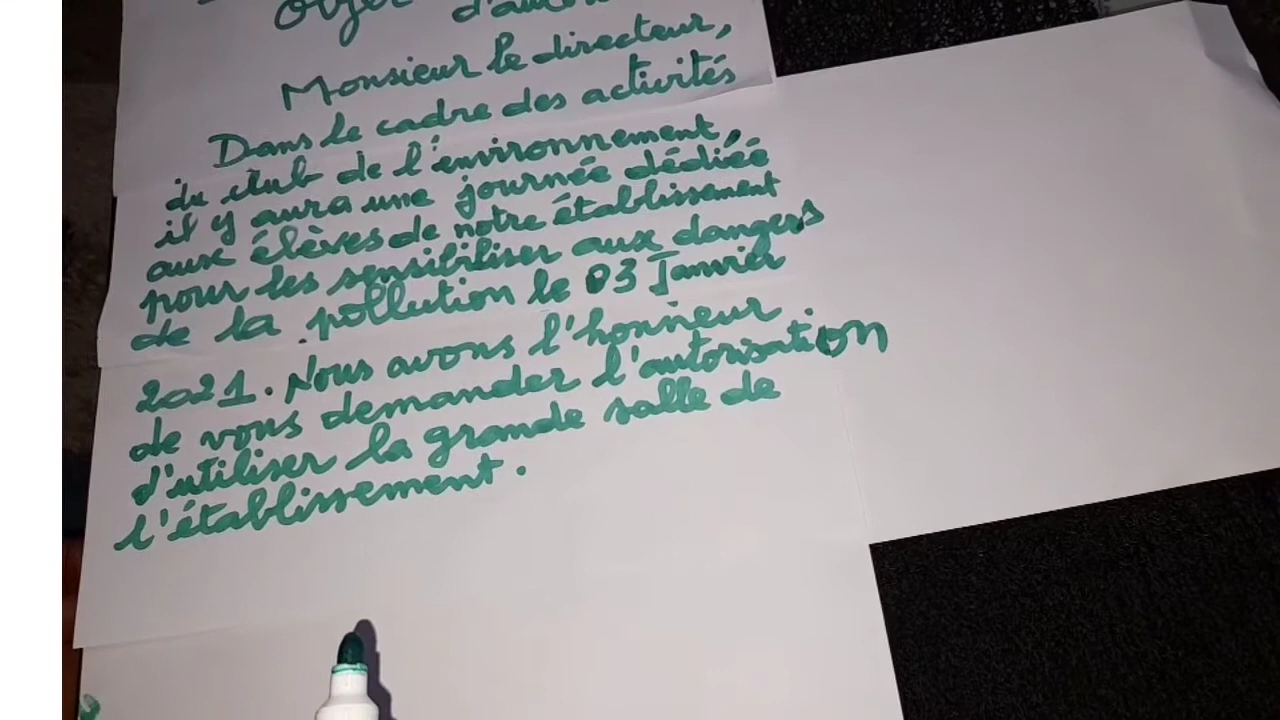 Objet
Monsieur le directeur,
Dans le cadre des activités
du club de l'environnement,
il y aura une journée dédiée
aux élèves de notre établissement
pour les sensibiliser aux dangers
de la pollution le 03 Janvier
2021. Nous avons l'honneur
de vous demander l'autorisation
d'utiliser la grande salle de
l'établissement.